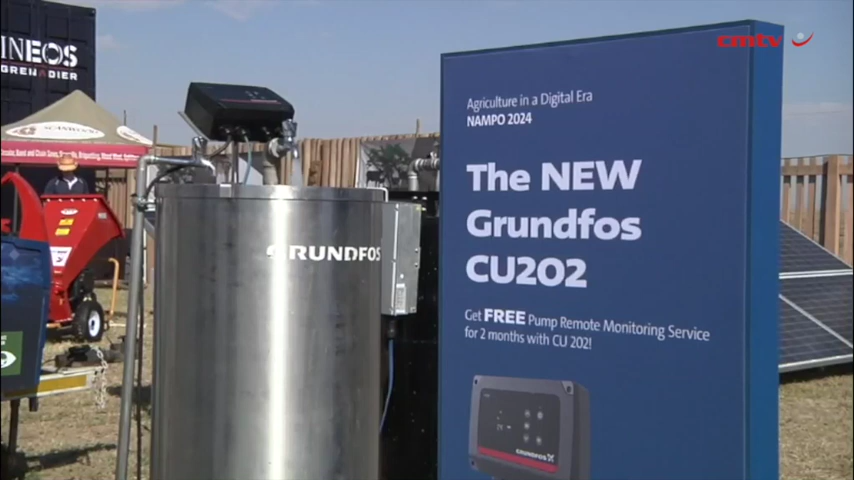 INEOS
GRENADIER
GRUNDFOS
cmtv
Agriculture in a Digital Era
NAMPO 2024
The NEW
Grundfos
CU202
Get FREE Pump Remote Monitoring Service
for 2 months with CU 202!
GRUNDFOS